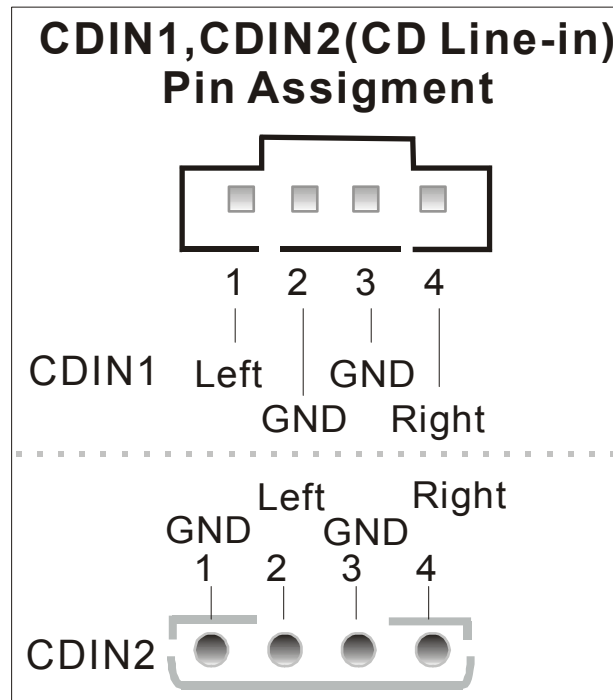 CDIN1,CDIN2(CD Line-in)
Pin Assigment
1 2 3 4
CDIN1 Left GND
GND Right
Left Right
GND GND
1 2 3 4
CDIN2